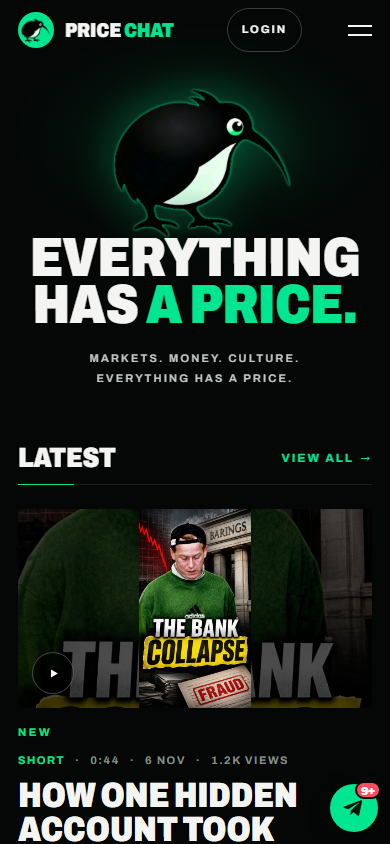 PRICE CHAT
LOGIN
EVERYTHING
HAS A PRICE.
MARKETS. MONEY. CULTURE.
EVERYTHING HAS A PRICE.
LATEST
VIEW ALL →
BARINGS
adidas
THE BANK
COLLAPSE
FRAUD
NEW
SHORT · 0:44 · 6 NOV · 1.2K VIEWS
HOW ONE HIDDEN
ACCOUNT TOOK
9+